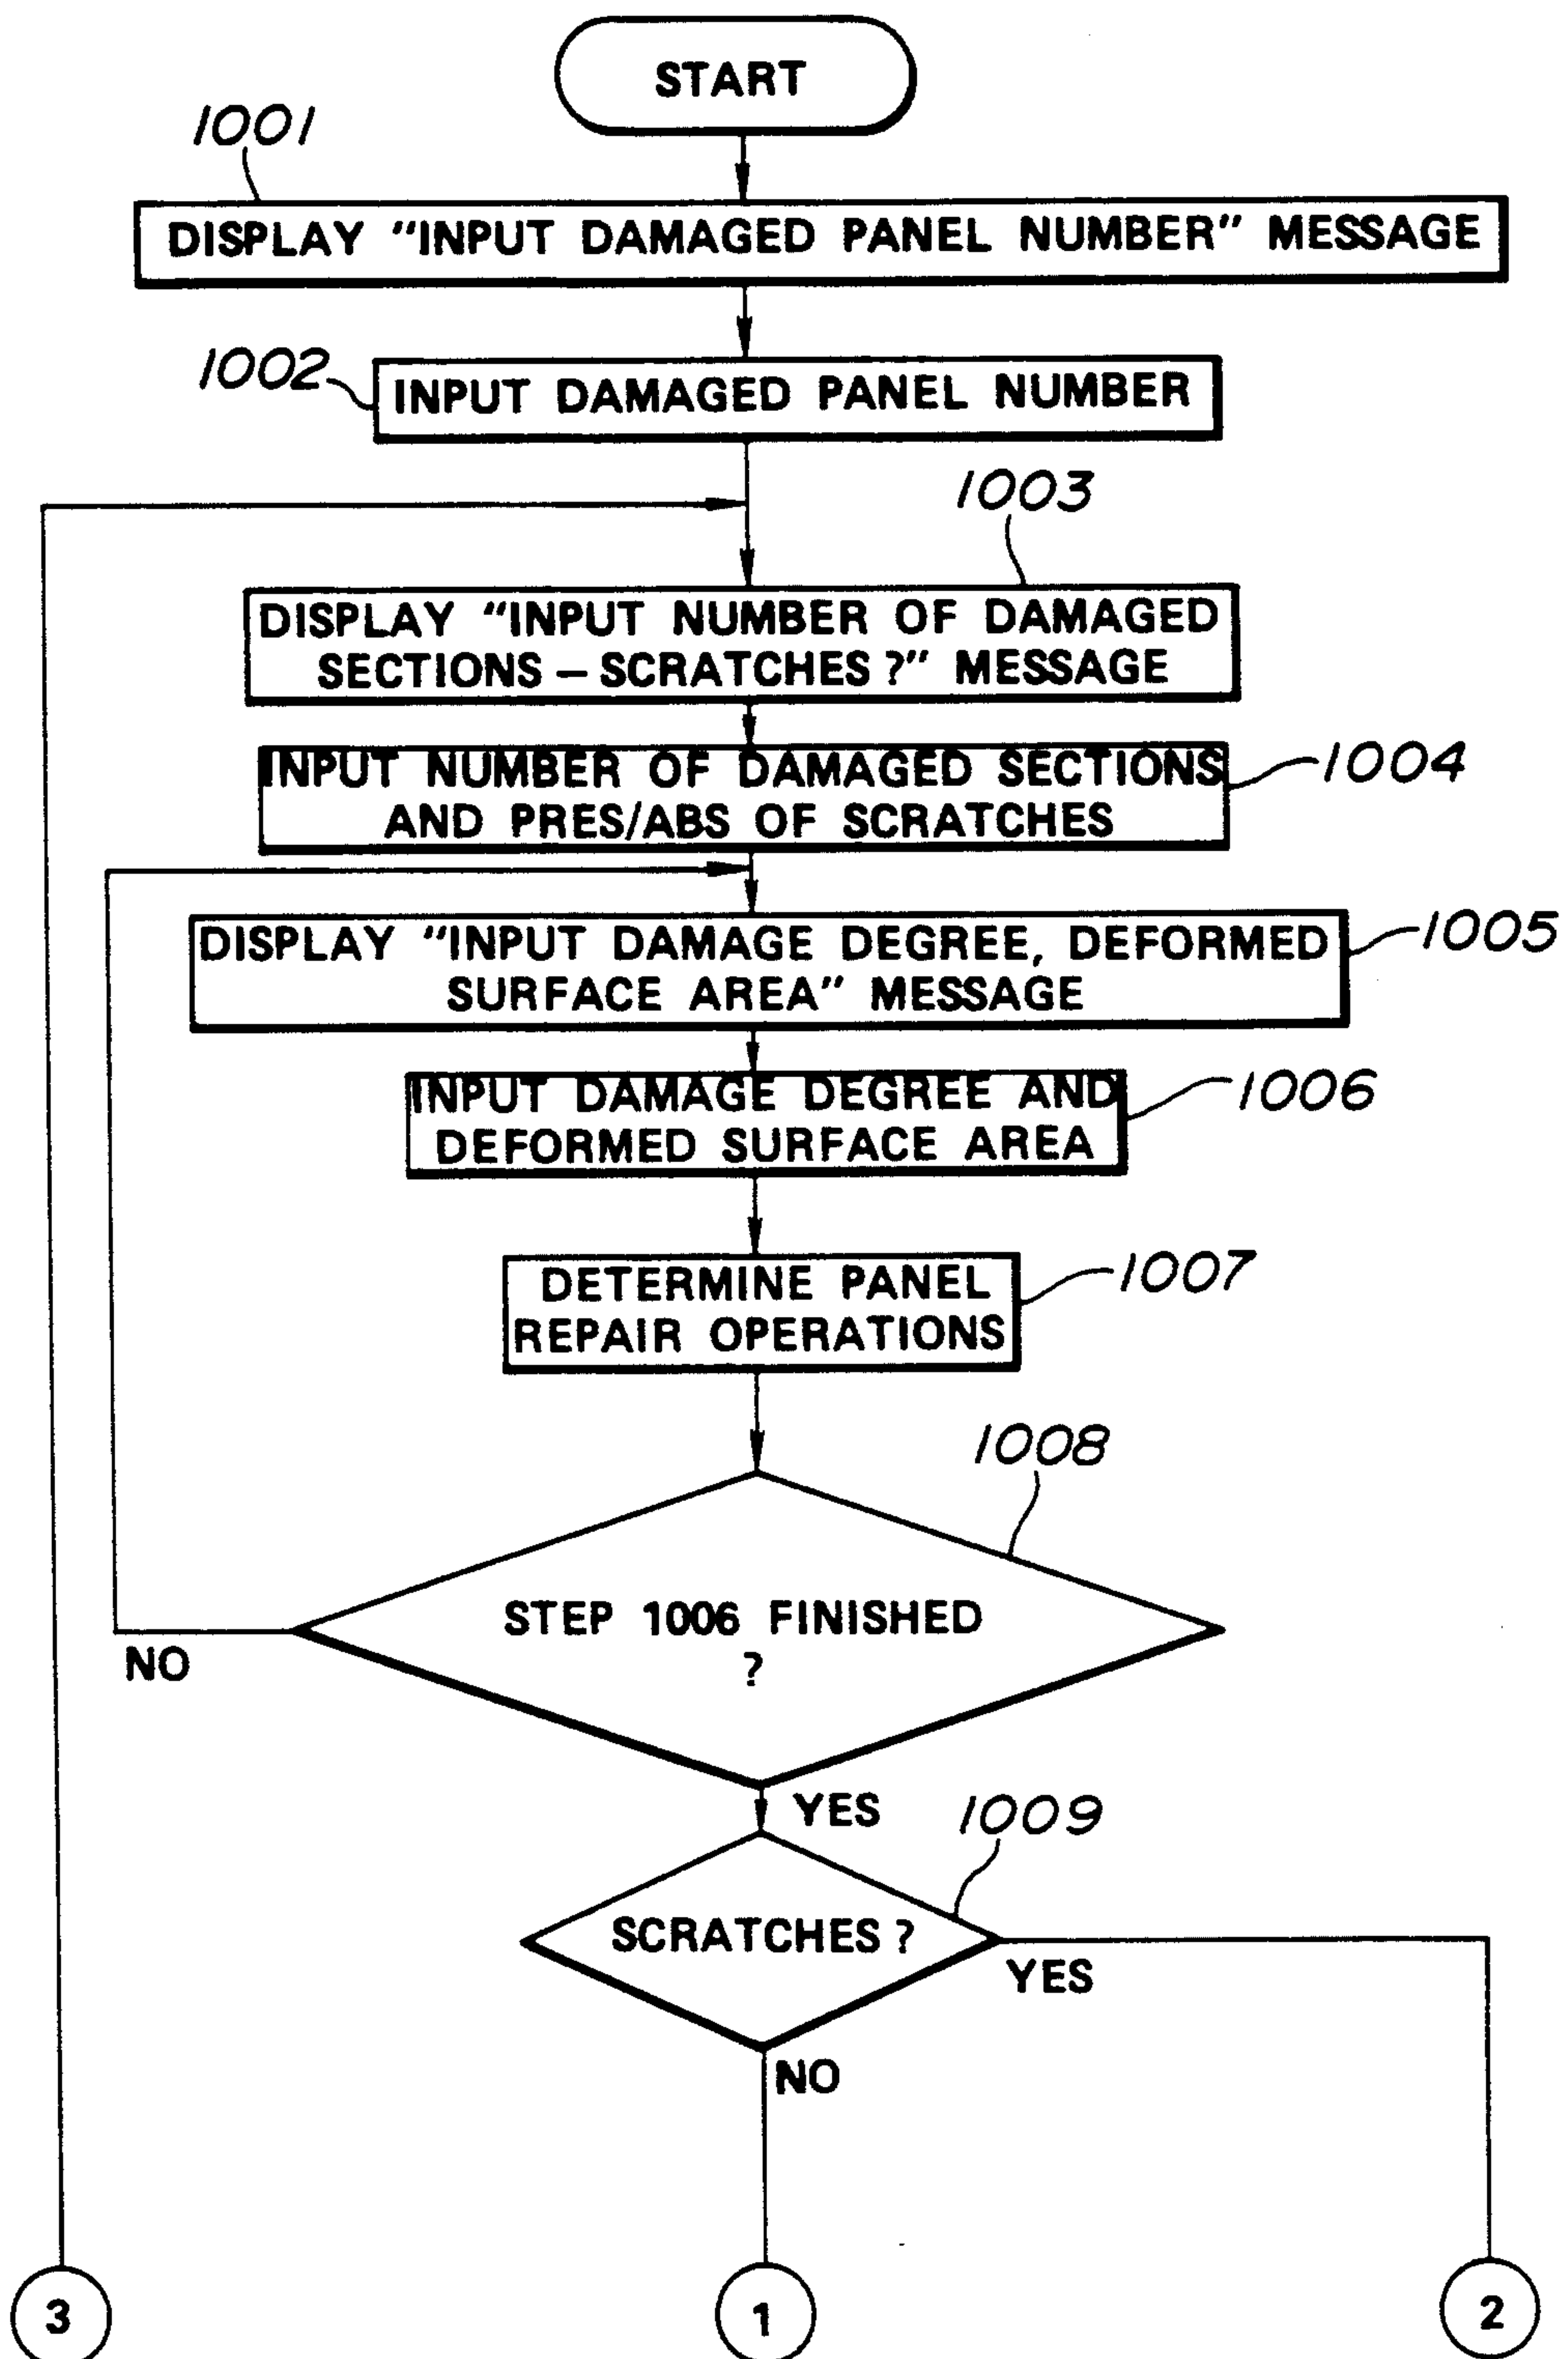 START
1001
DISPLAY "INPUT DAMAGED PANEL NUMBER" MESSAGE
1002
INPUT DAMAGED PANEL NUMBER
1003
DISPLAY "INPUT NUMBER OF DAMAGED
SECTIONS – SCRATCHES ?" MESSAGE
INPUT NUMBER OF DAMAGED SECTIONS
AND PRES/ABS OF SCRATCHES
1004
DISPLAY "INPUT DAMAGE DEGREE, DEFORMED
SURFACE AREA" MESSAGE
1005
INPUT DAMAGE DEGREE AND
DEFORMED SURFACE AREA
1006
DETERMINE PANEL
REPAIR OPERATIONS
1007
1008
STEP 1006 FINISHED
?
NO
YES
1009
SCRATCHES ?
YES
NO
3
1
2